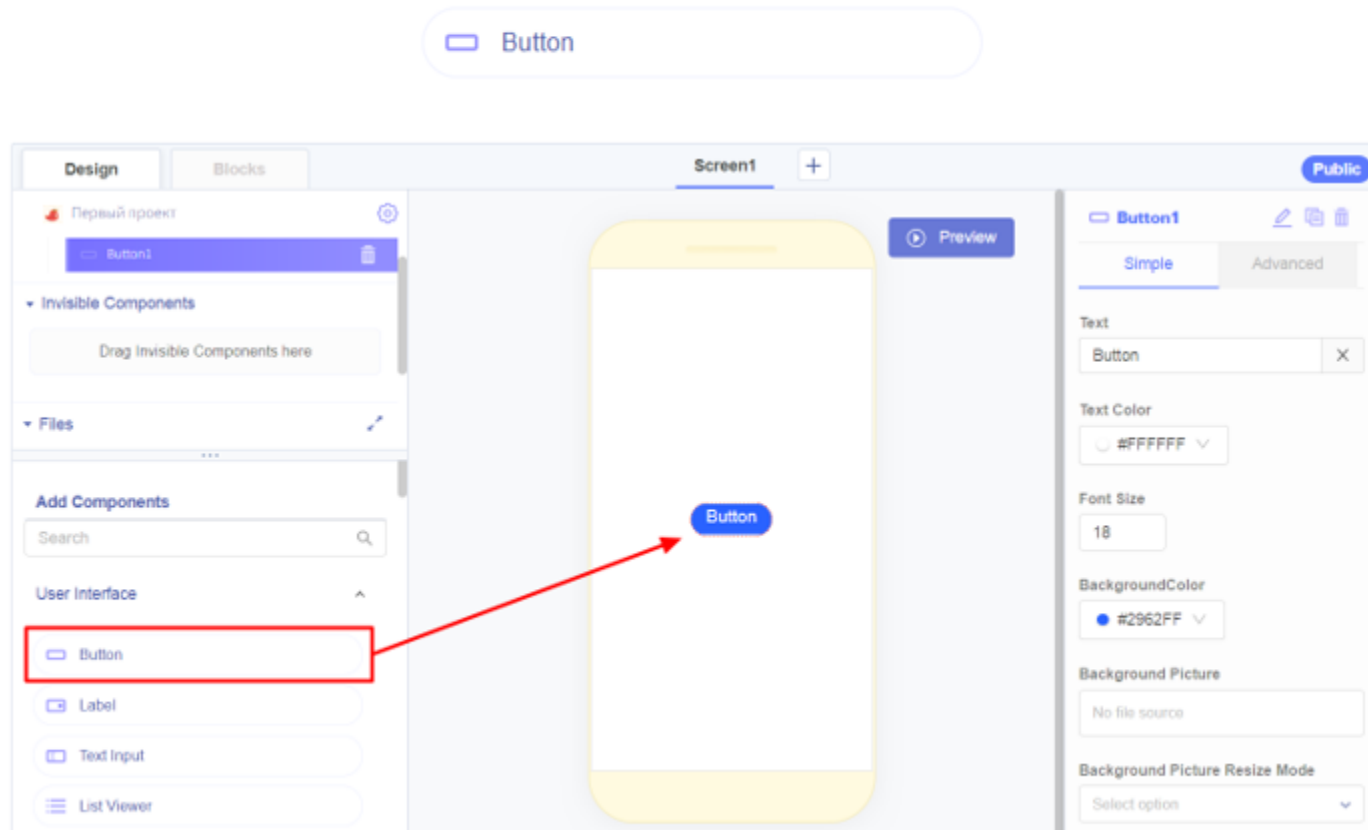 Button
Design
Blocks
Screen1
+
Public
Первый проект
Button1
Invisible Components
Drag Invisible Components here
Files
Add Components
Search
User Interface
Button
Label
Text Input
List Viewer
Preview
Button
Button1
Simple
Advanced
Text
Button
Text Color
#FFFFFF
Font Size
18
BackgroundColor
#2962FF
Background Picture
No file source
Background Picture Resize Mode
Select option